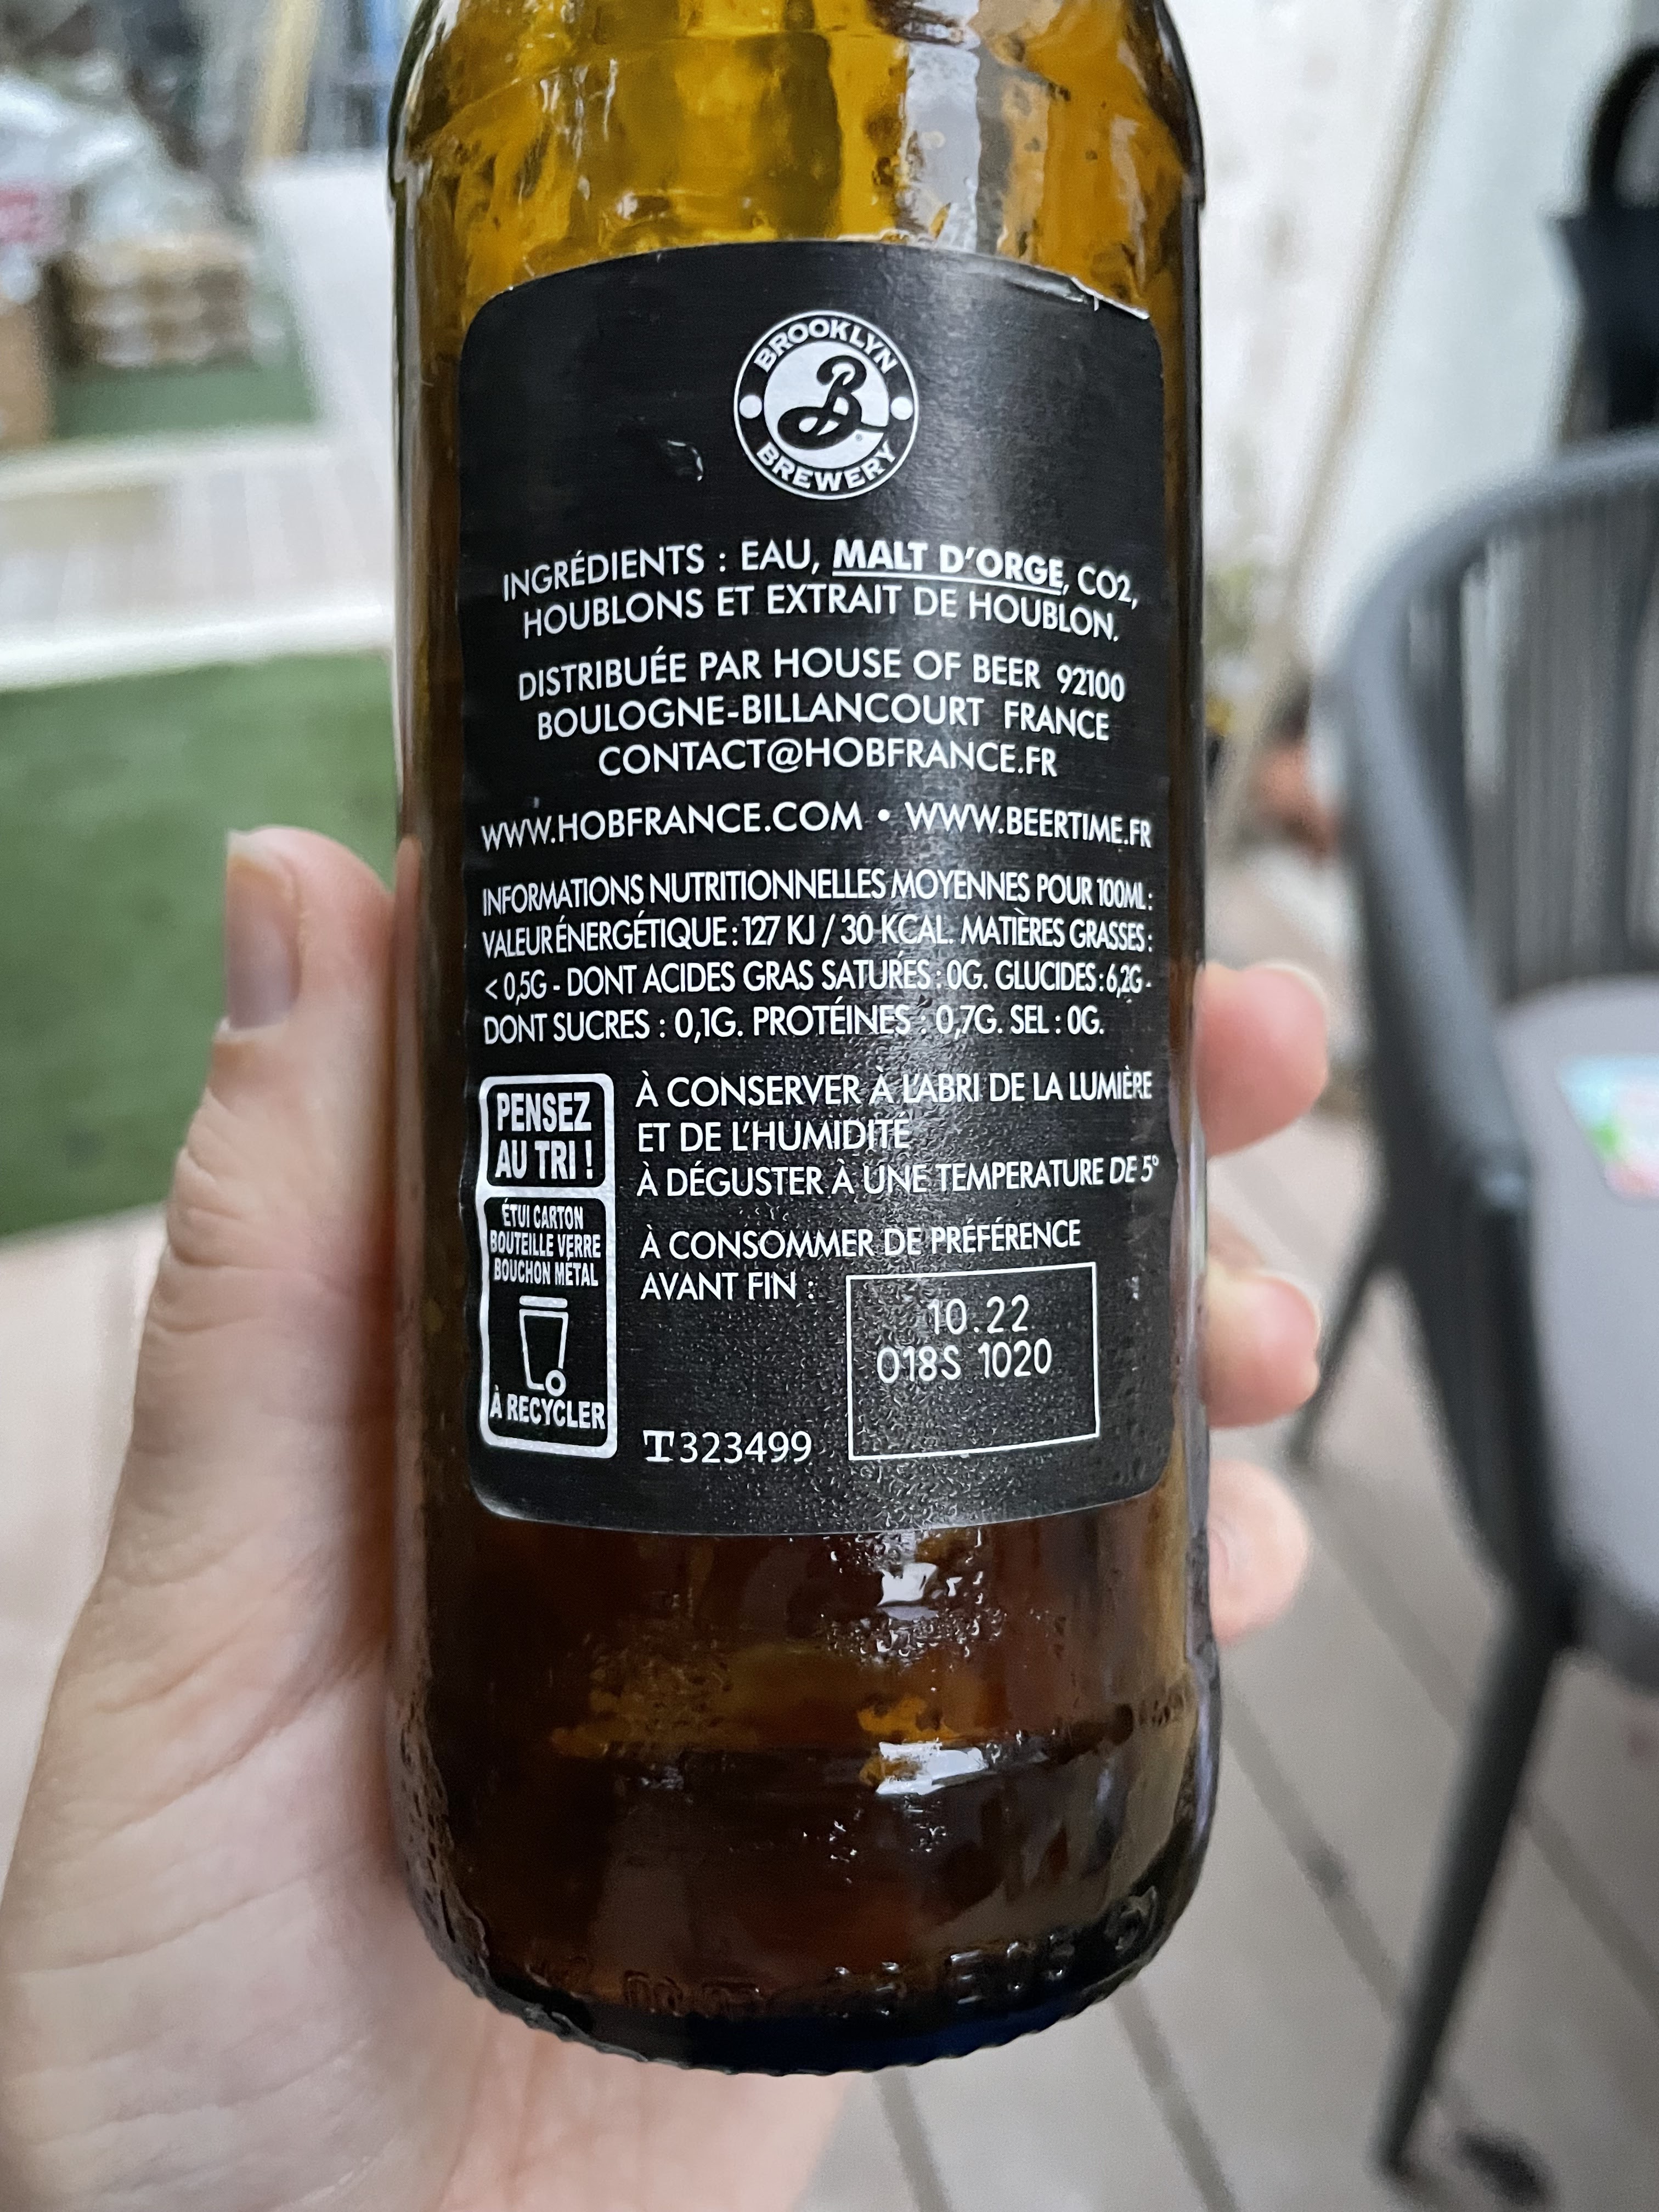 BROOKLYN
B
BREWERY
INGRÉDIENTS : EAU, MALT D'ORGE, CO2,
HOUBLONS ET EXTRAIT DE HOUBLON.
DISTRIBUÉE PAR HOUSE OF BEER 92100
BOULOGNE-BILLANCOURT FRANCE
CONTACT@HOBFRANCE.FR
WWW.HOBFRANCE.COM • WWW.BEERTIME.FR
INFORMATIONS NUTRITIONNELLES MOYENNES POUR 100ML :
VALEUR ÉNERGÉTIQUE : 127 KJ / 30 KCAL. MATIÈRES GRASSES :
< 0,5G - DONT ACIDES GRAS SATURÉS : 0G. GLUCIDES : 6,2G -
DONT SUCRES : 0,1G. PROTÉINES : 0,7G. SEL : 0G.
PENSEZ
AU TRI !
ÉTUI CARTON
BOUTEILLE VERRE
BOUCHON MÉTAL
À RECYCLER
À CONSERVER À L'ABRI DE LA LUMIÈRE
ET DE L'HUMIDITÉ
À DÉGUSTER À UNE TEMPERATURE DE 5°
À CONSOMMER DE PRÉFÉRENCE
AVANT FIN :
10.22
018S 1020
T323499